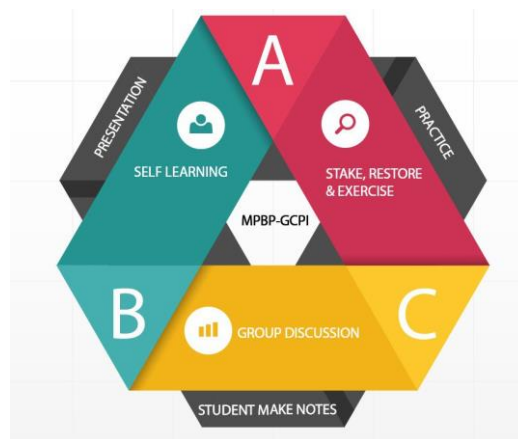 A
PRESENTATION
PRACTICE
SELF LEARNING
STAKE, RESTORE
& EXERCISE
MPBP-GCPI
B
GROUP DISCUSSION
C
STUDENT MAKE NOTES